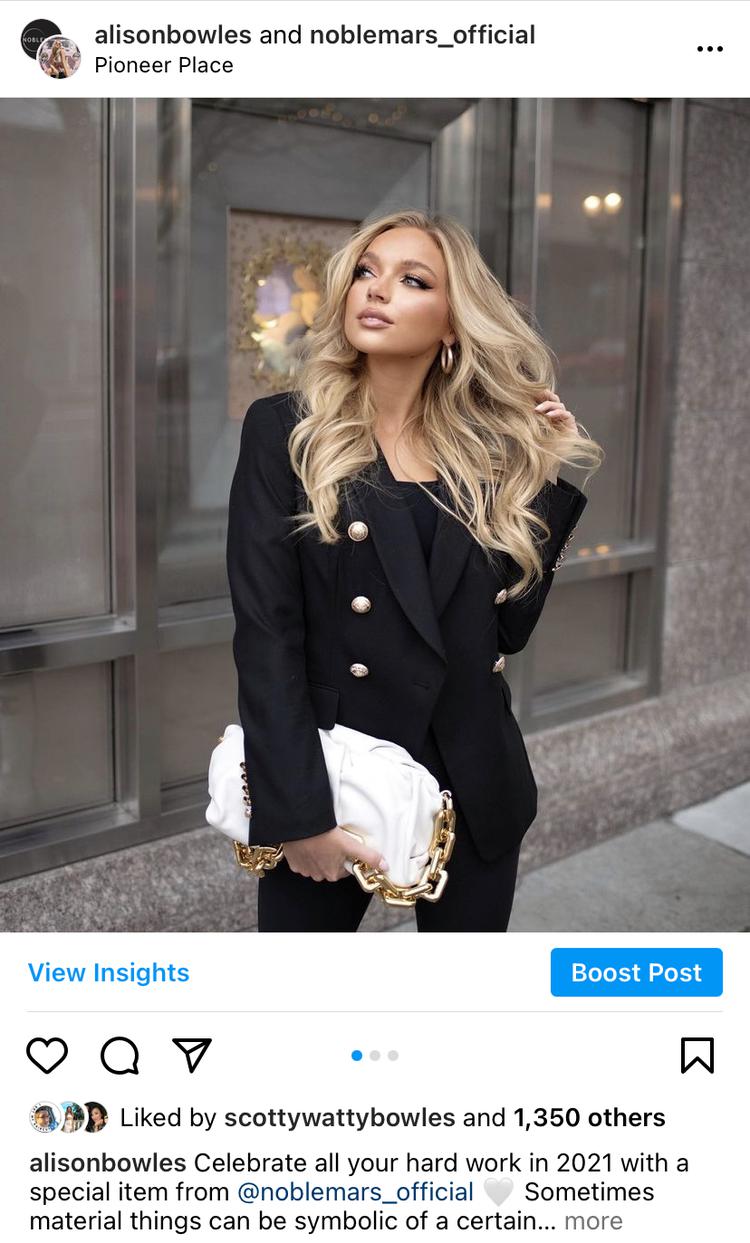 NOBLE
alisonbowles and noblemars_official
Pioneer Place
View Insights
Boost Post
Liked by scottywattybowles and 1,350 others
alisonbowles Celebrate all your hard work in 2021 with a
special item from @noblemars_official 🤍 Sometimes
material things can be symbolic of a certain... more